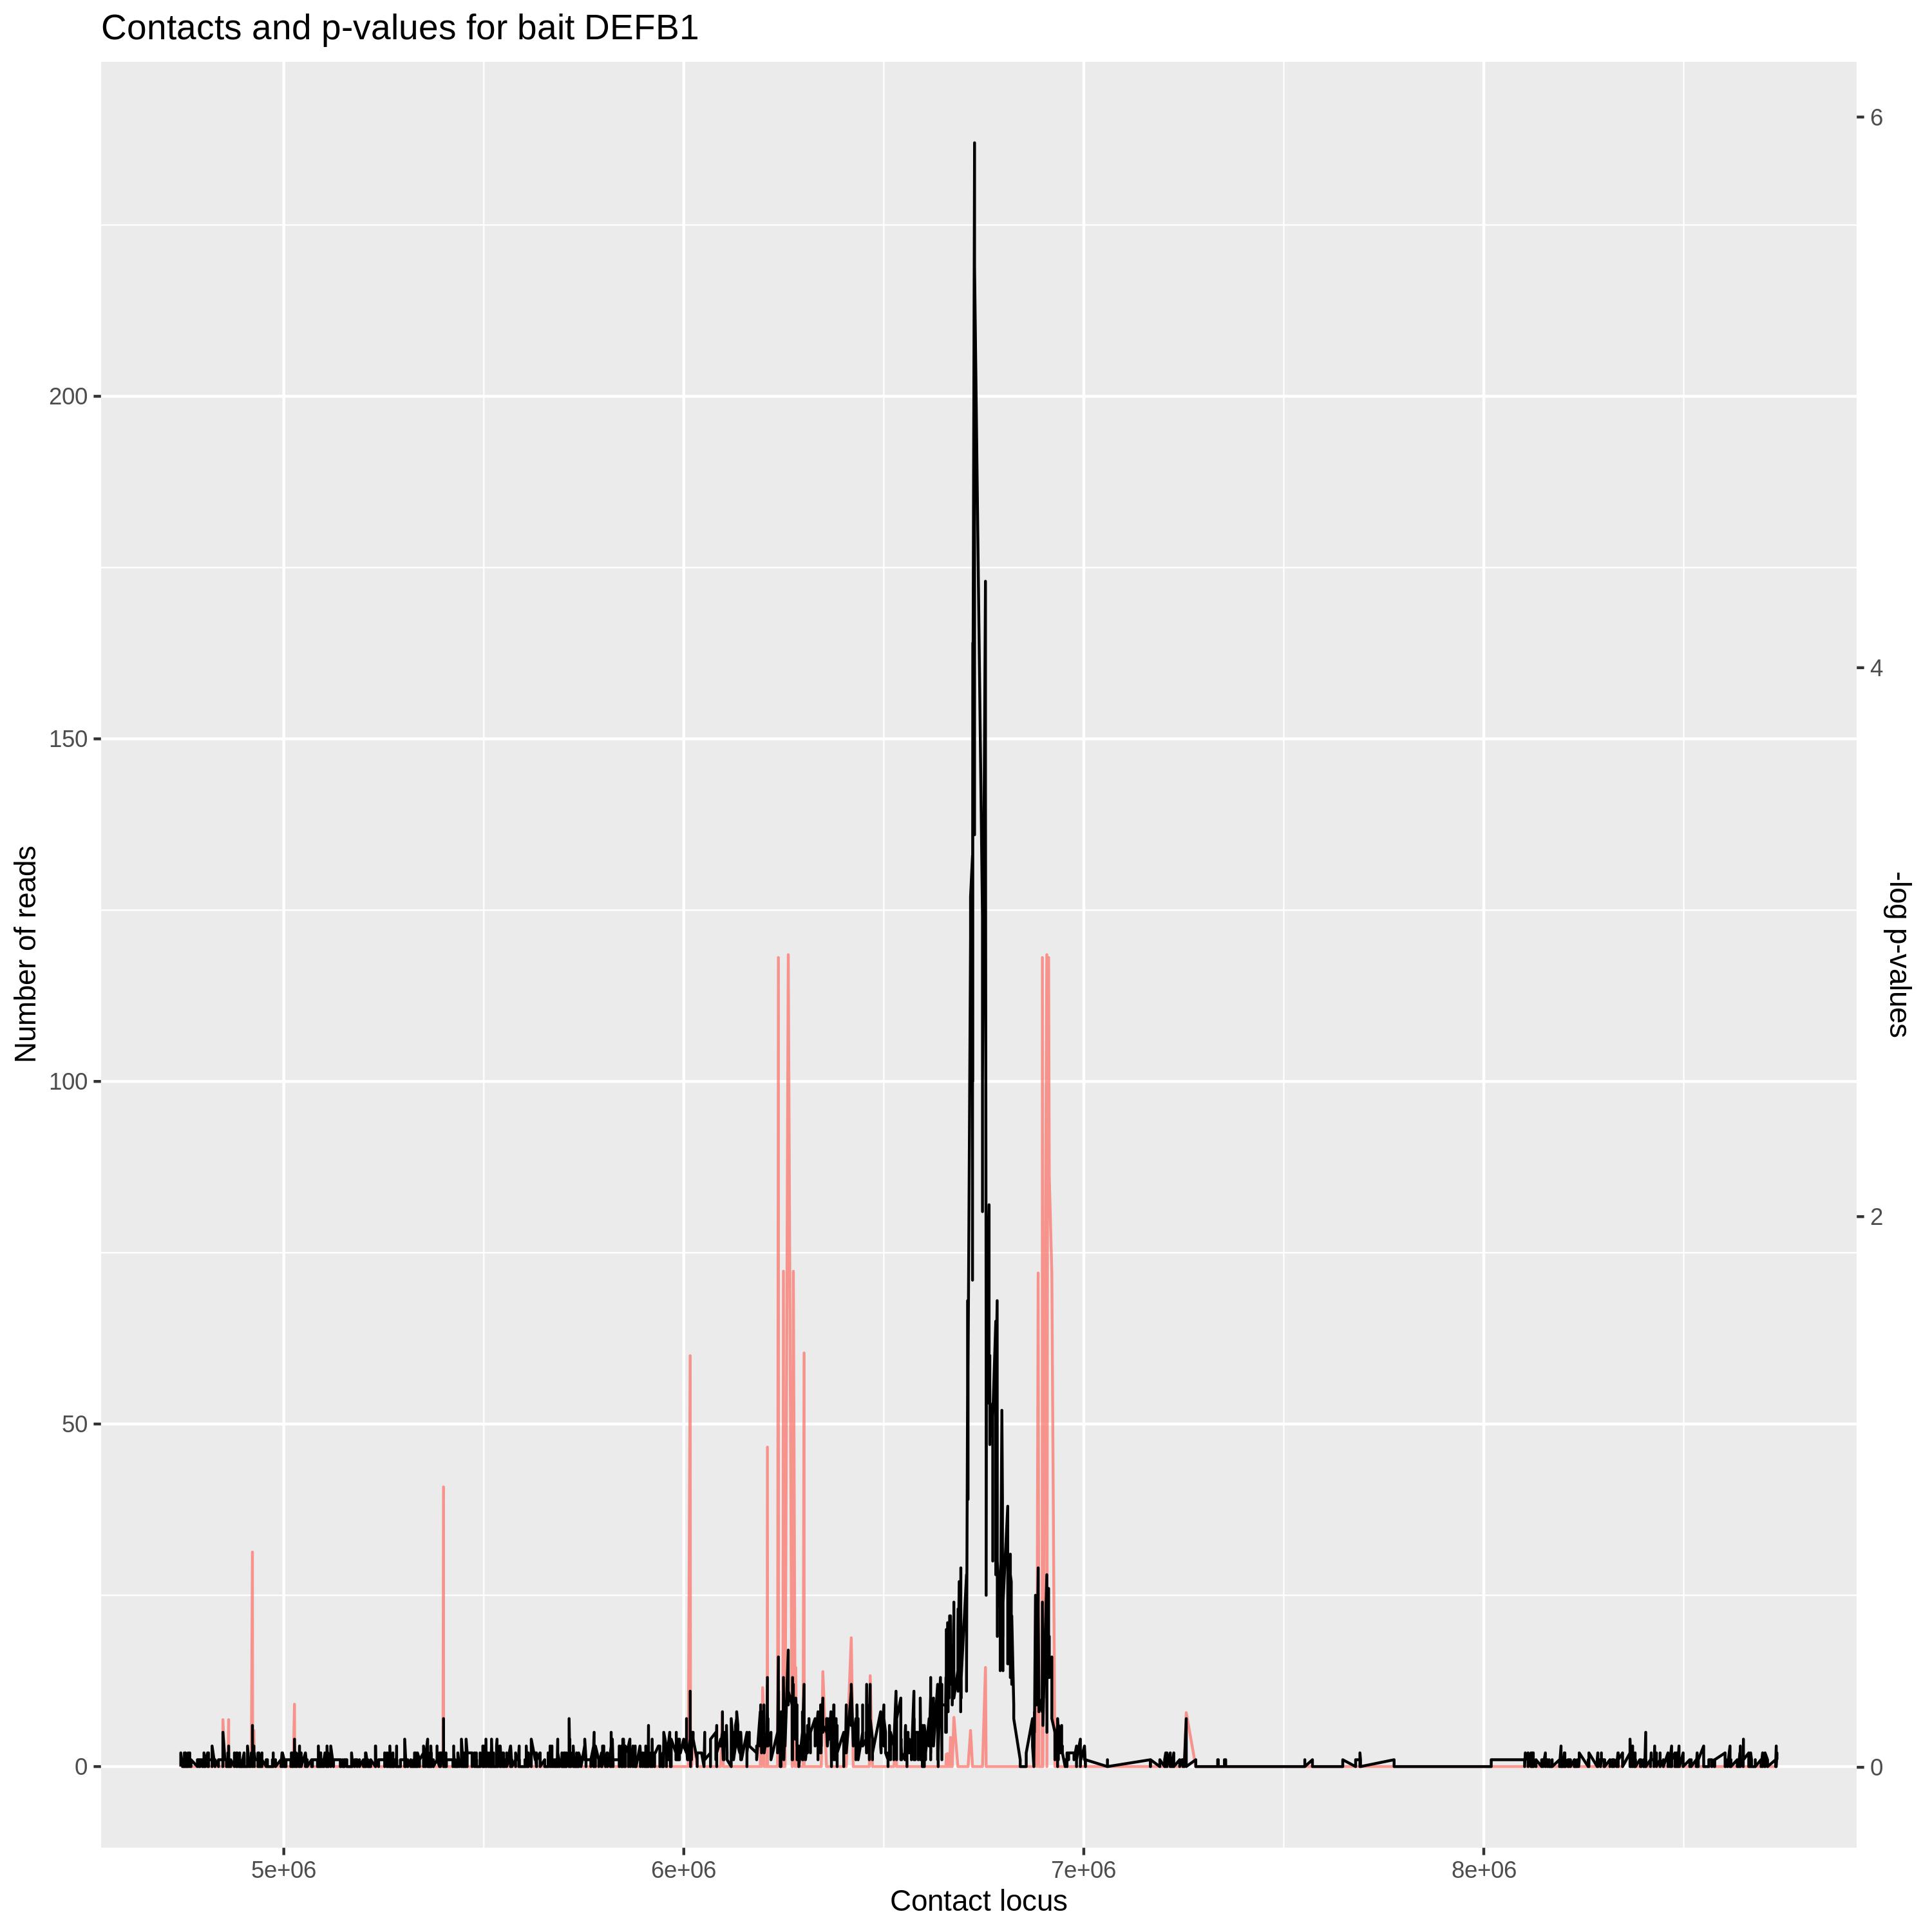 Contacts and p-values for bait DEFB1
Number of reads
200
150
100
50
0
6
4
2
0
-log p-values
5e+06
6e+06
7e+06
8e+06
Contact locus